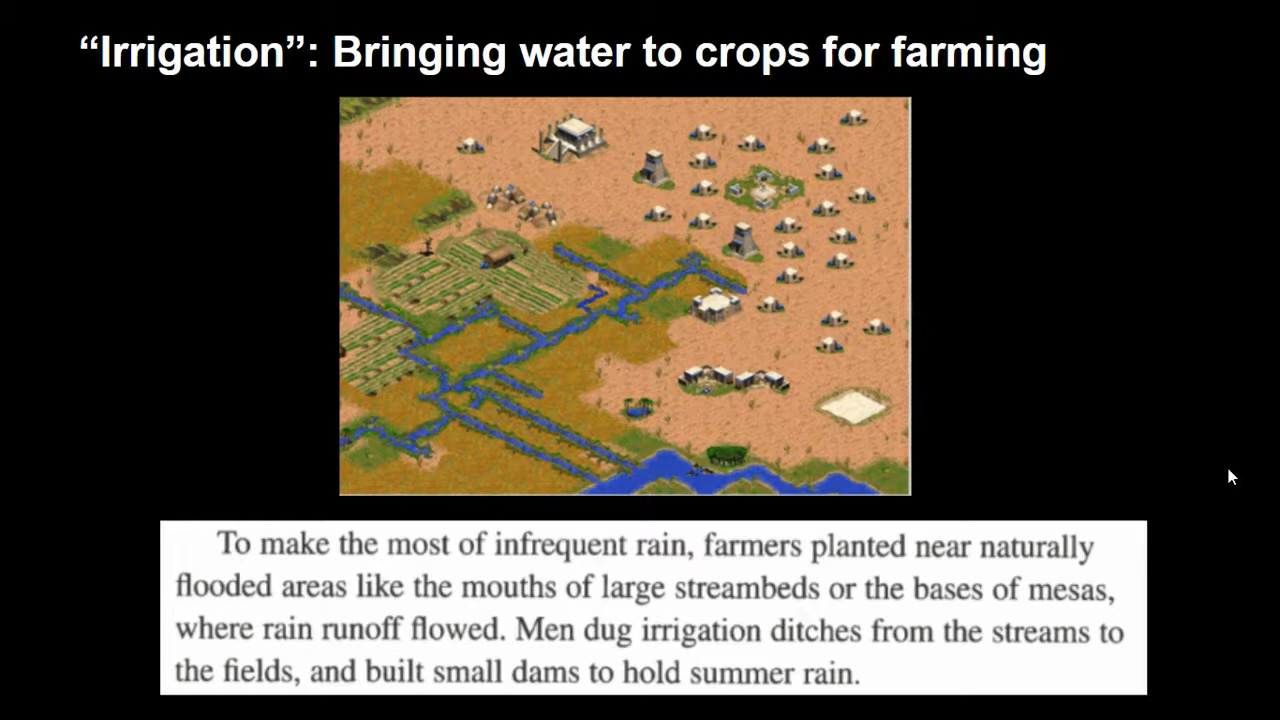 “Irrigation”: Bringing water to crops for farming
To make the most of infrequent rain, farmers planted near naturally
flooded areas like the mouths of large streambeds or the bases of mesas,
where rain runoff flowed. Men dug irrigation ditches from the streams to
the fields, and built small dams to hold summer rain.